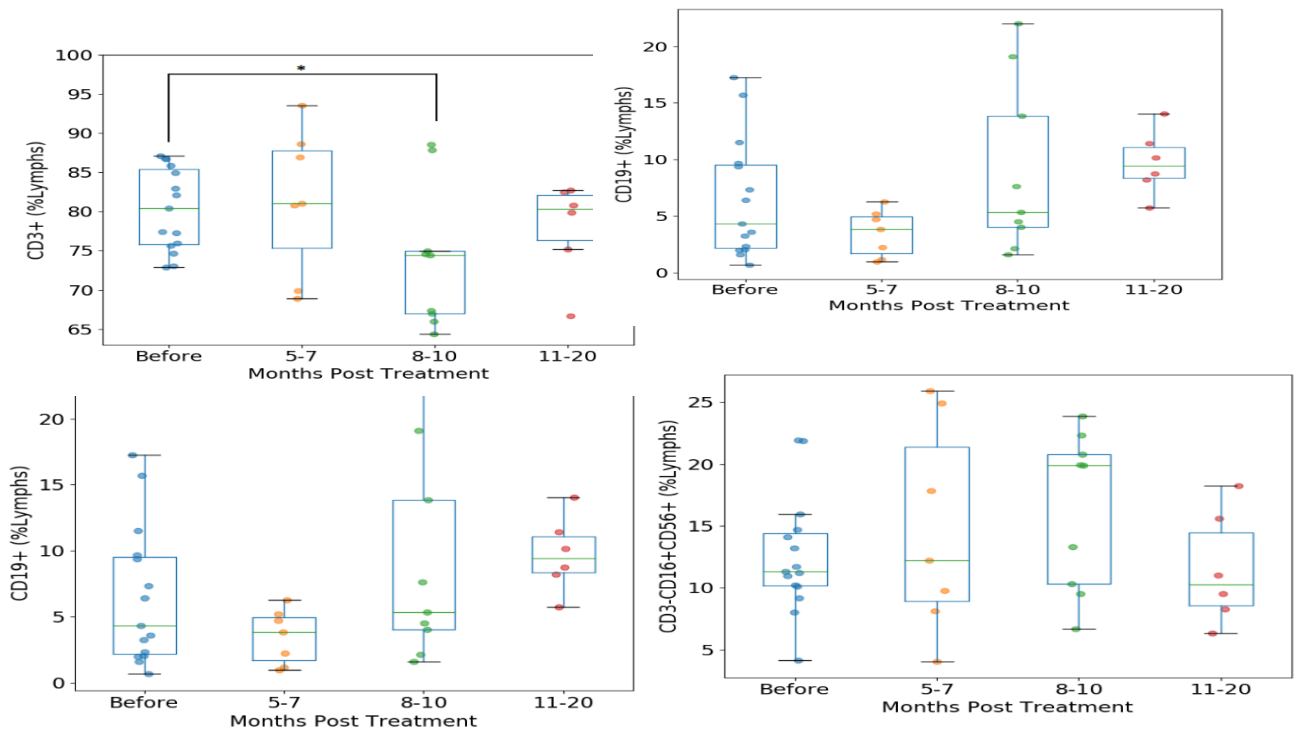 100
95
90
85
80
75
70
65
*
CD3+ (%Lymphs)
Before 5-7 8-10 11-20
Months Post Treatment
20
15
10
5
0
CD19+ (%Lymphs)
Before 5-7 8-10 11-20
Months Post Treatment
20
15
10
5
0
CD19+ (%Lymphs)
Before 5-7 8-10 11-20
Months Post Treatment
25
20
15
10
5
CD3-CD16+CD56+ (%Lymphs)
Before 5-7 8-10 11-20
Months Post Treatment